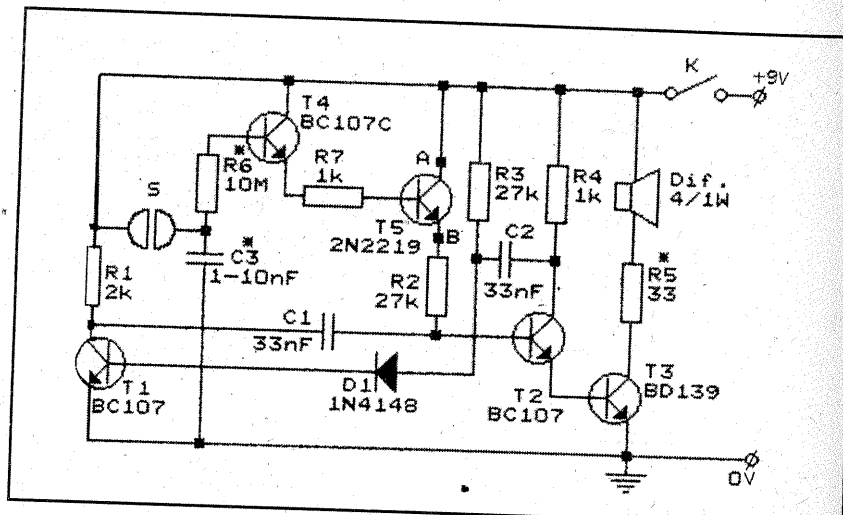 K
+9V
T4
BC107C
*
R6
10M
R7
1k
A
S
R3
27k
R4
1k
Dif.
4/1W
T5
2N2219
B
C2
*
C3
1-10nF
R1
2k
R2
27k
33nF
*
R5
33
C1
33nF
T1
BC107
D1
1N4148
T2
BC107
T3
BD139
0V